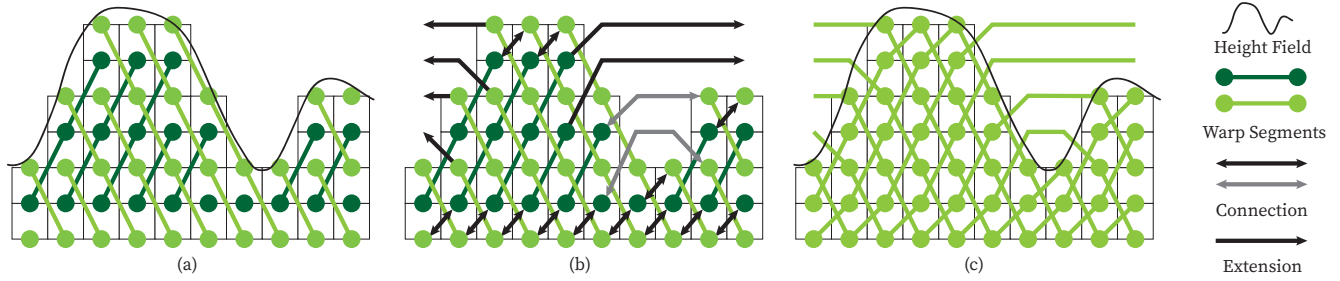 Height Field
Warp Segments
Connection
Extension
(a)
(b)
(c)